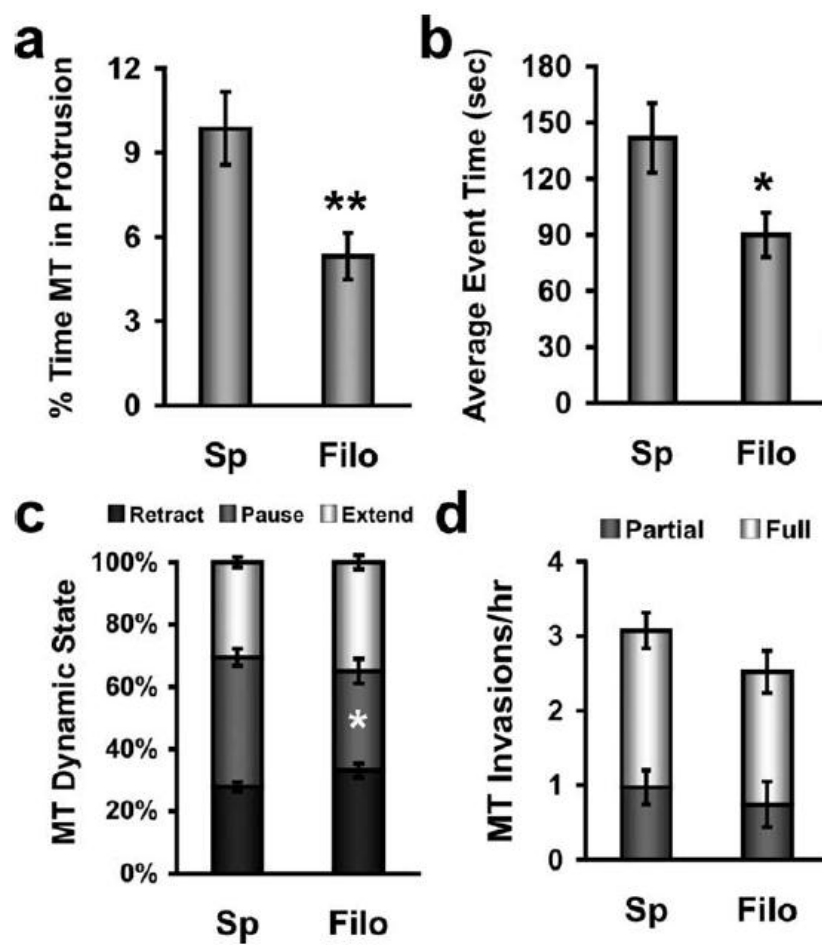 a
% Time MT in Protrusion
12
9
6
3
0
**
Sp Filo
b
Average Event Time (sec)
180
150
120
90
60
30
0
*
Sp Filo
c
Retract Pause Extend
MT Dynamic State
100%
80%
60%
40%
20%
0%
*
Sp Filo
d
Partial Full
MT Invasions/hr
4
3
2
1
0
Sp Filo